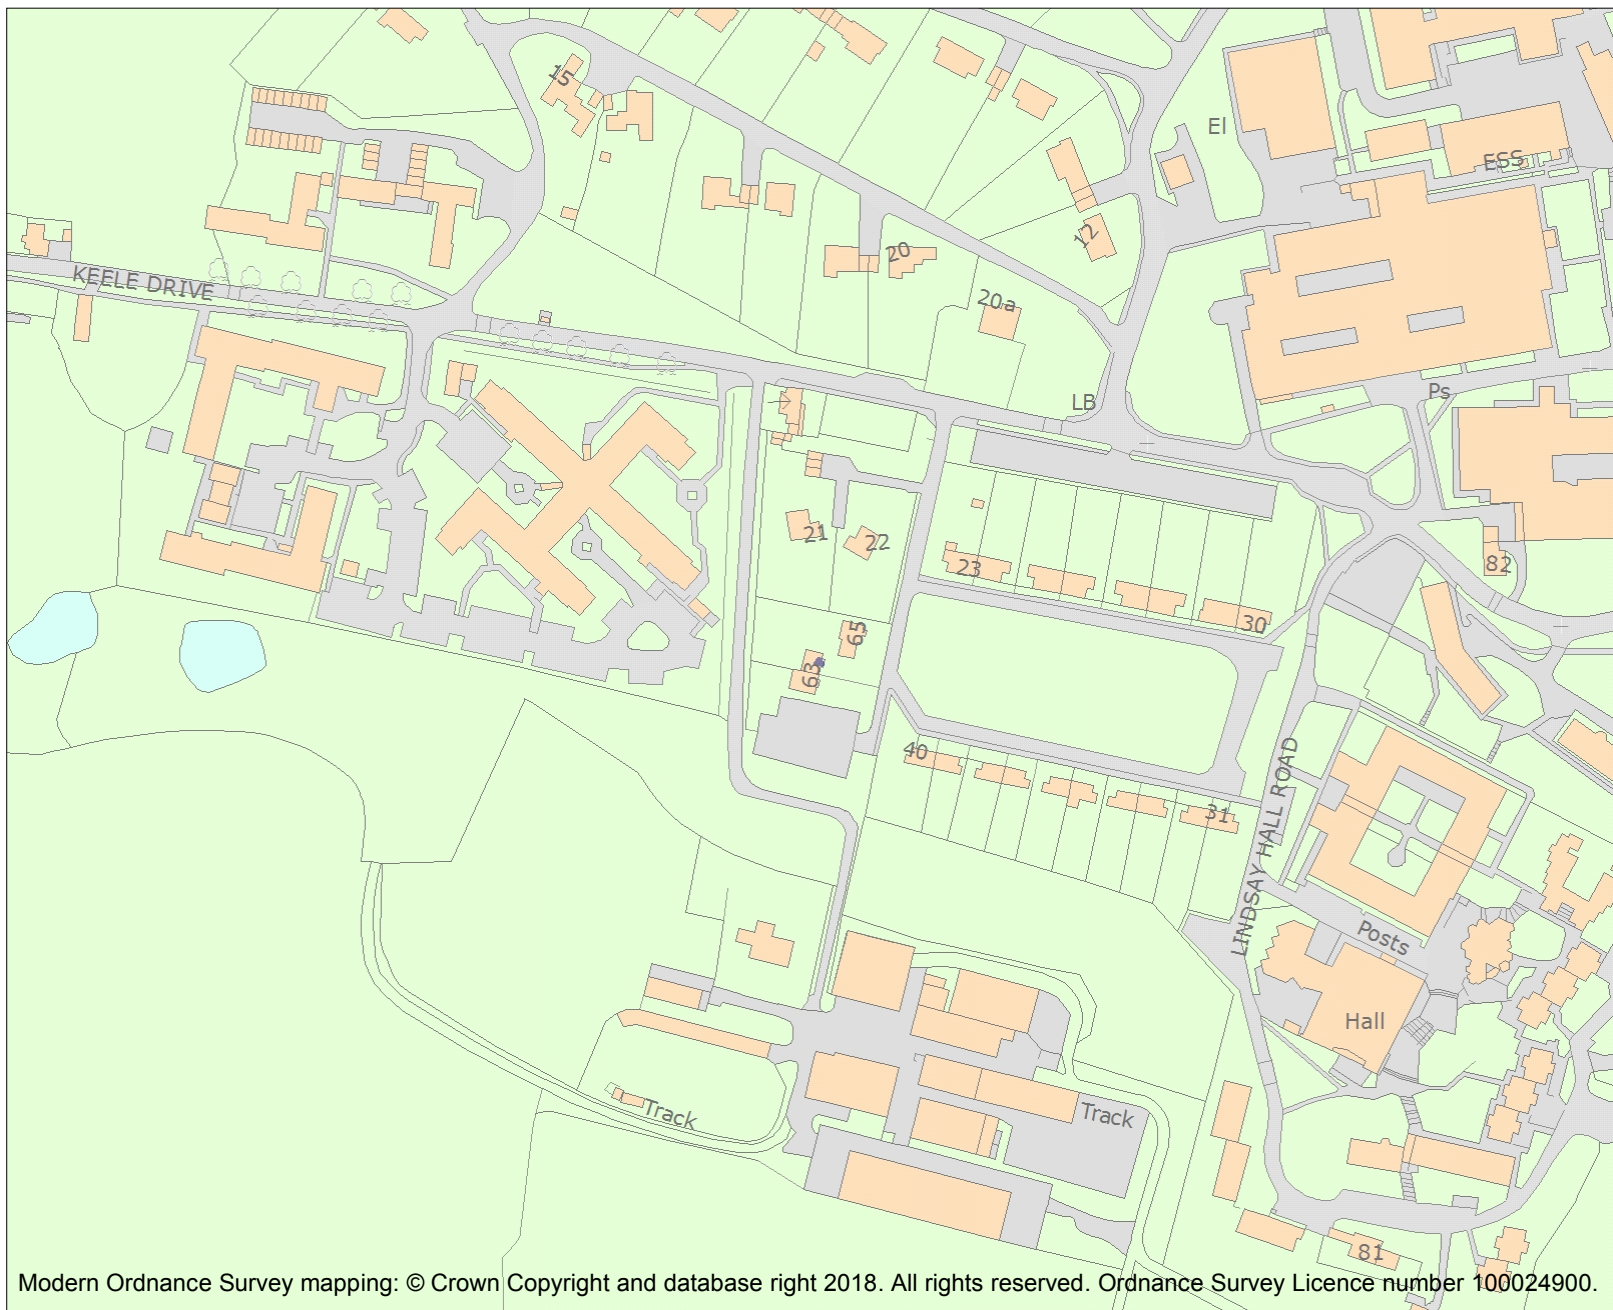 15
El
ESS
12
20
KEELE DRIVE
20a
Ps
LB
21
22
23
82
30
65
63
40
31
LINDSAY HALL ROAD
Posts
Hall
Track
Track
81
Modern Ordnance Survey mapping: © Crown Copyright and database right 2018. All rights reserved. Ordnance Survey Licence number 100024900.